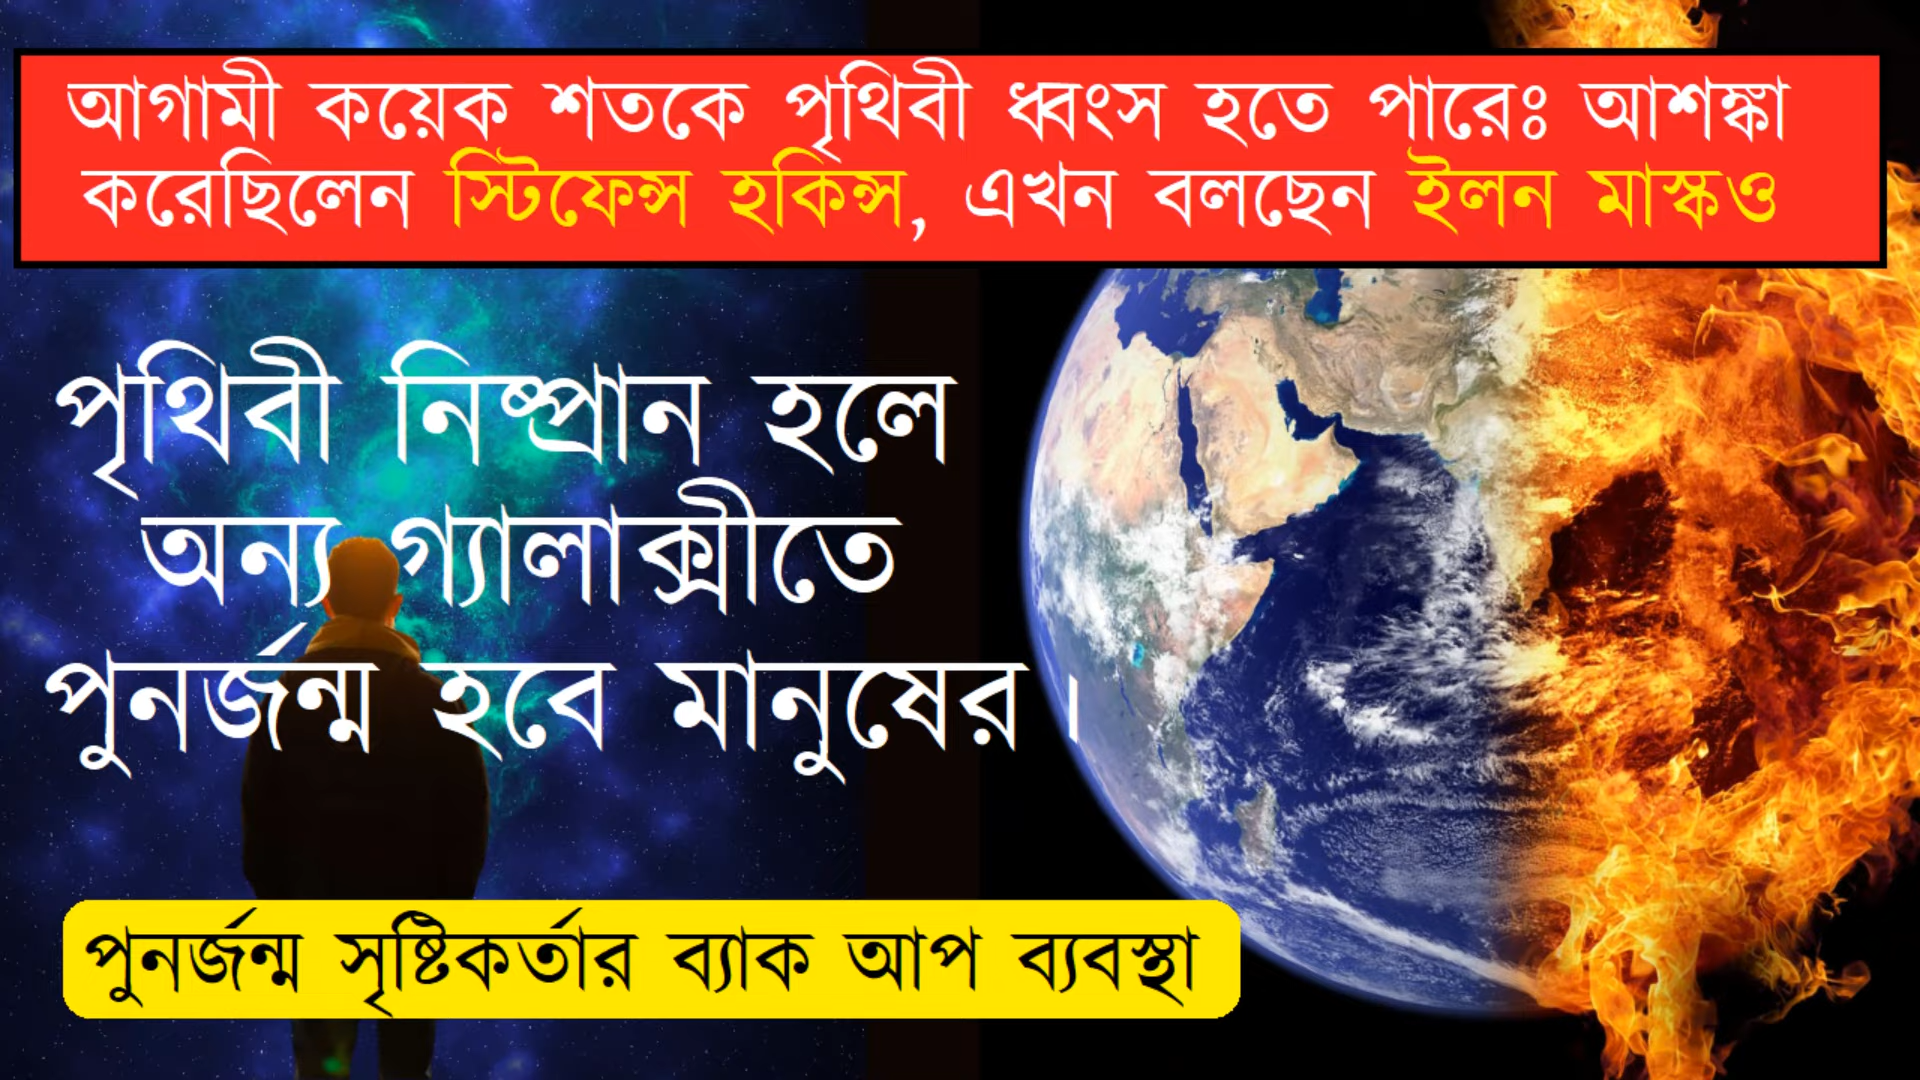 আগামী কয়েক শতকে পৃথিবী ধ্বংস হতে পারেঃ আশঙ্কা
করেছিলেন স্টিফেন্স হকিন্স, এখন বলছেন ইলন মাস্কও
পৃথিবী নিষ্প্রান হলে
অন্য গ্যালাক্সীতে
পুনর্জন্ম হবে মানুষের ।
পুনর্জন্ম সৃষ্টিকর্তার ব্যাক আপ ব্যবস্থা